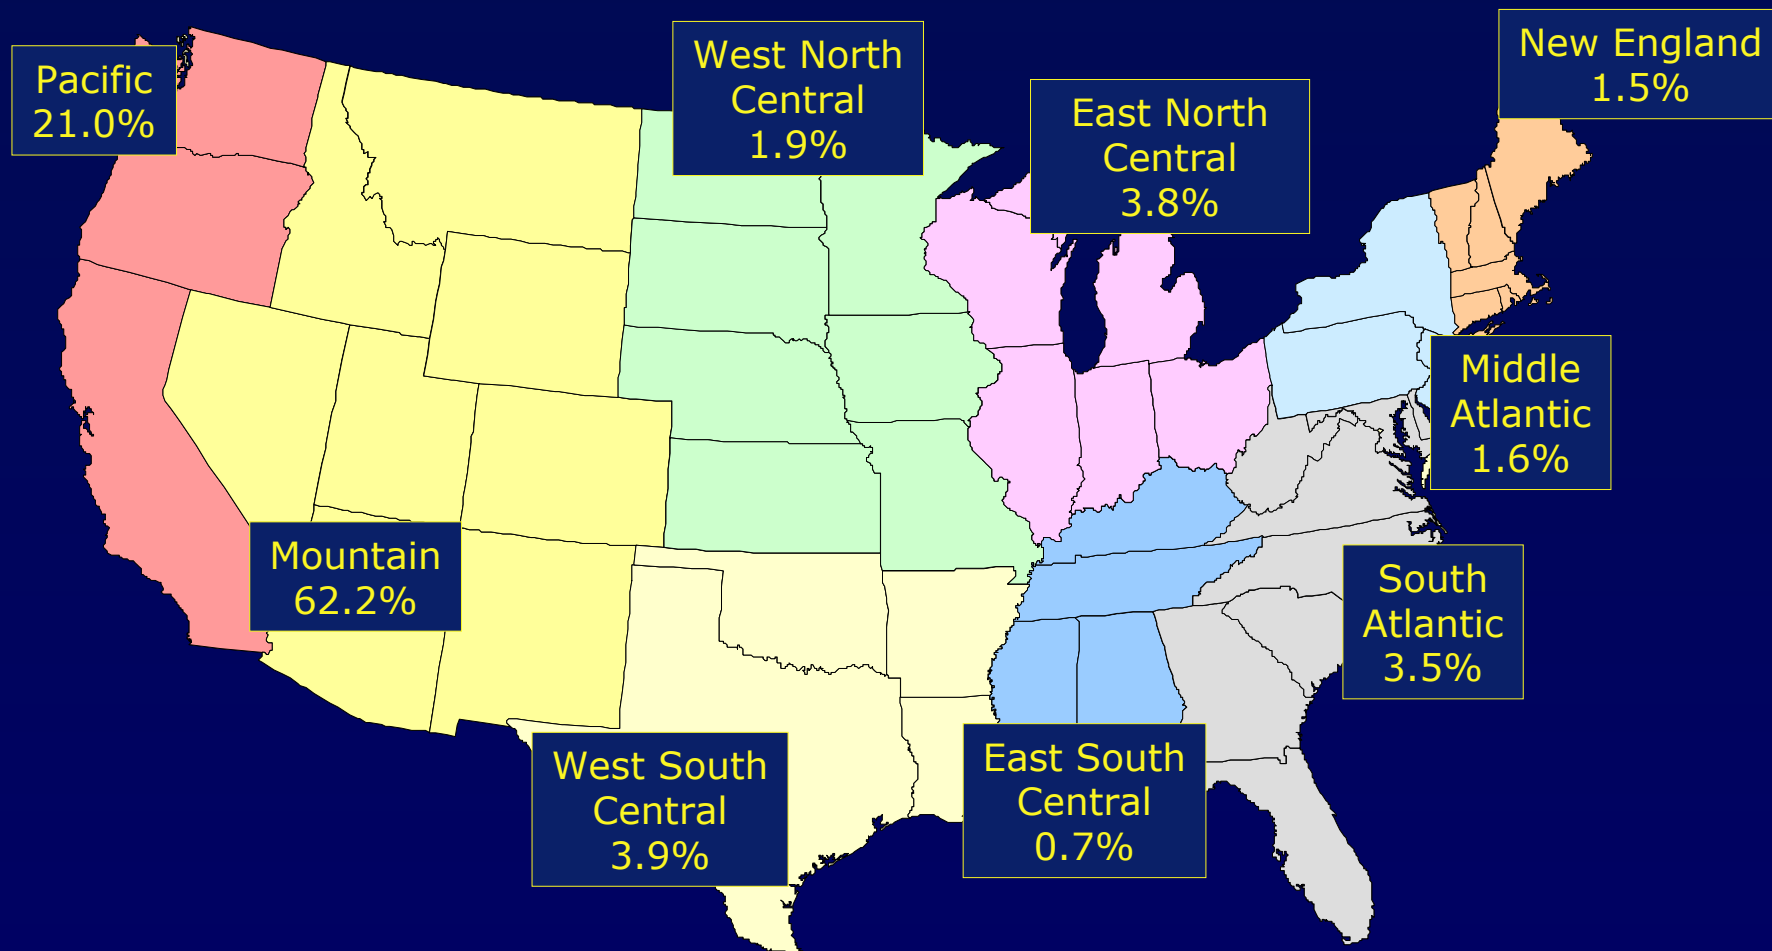 Pacific
21.0%
West North
Central
1.9%
East North
Central
3.8%
New England
1.5%
Middle
Atlantic
1.6%
Mountain
62.2%
South
Atlantic
3.5%
West South
Central
3.9%
East South
Central
0.7%